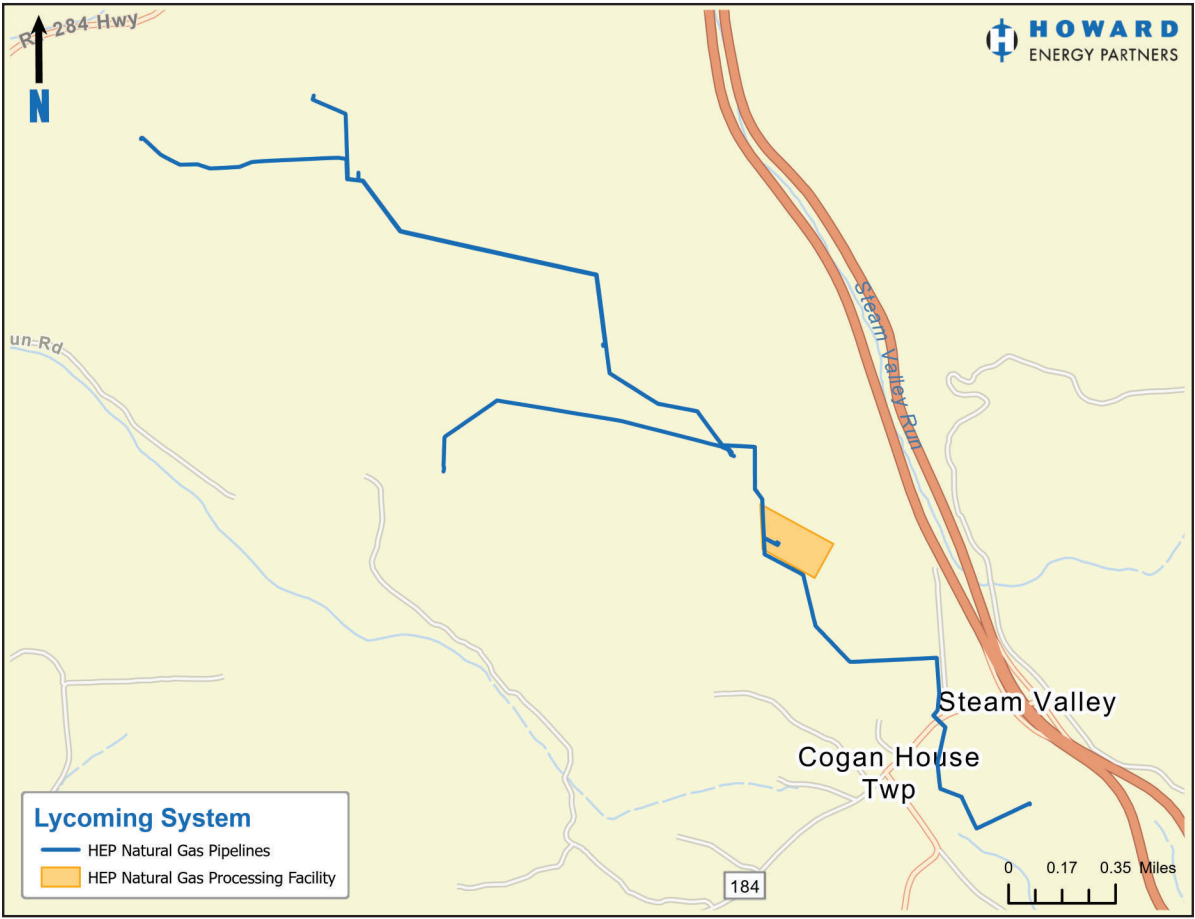 Rt 284 Hwy
N
HOWARD
ENERGY PARTNERS
un Rd
Steam Valley Run
Steam Valley
Cogan House
Twp
Lycoming System
HEP Natural Gas Pipelines
HEP Natural Gas Processing Facility
184
0 0.17 0.35 Miles